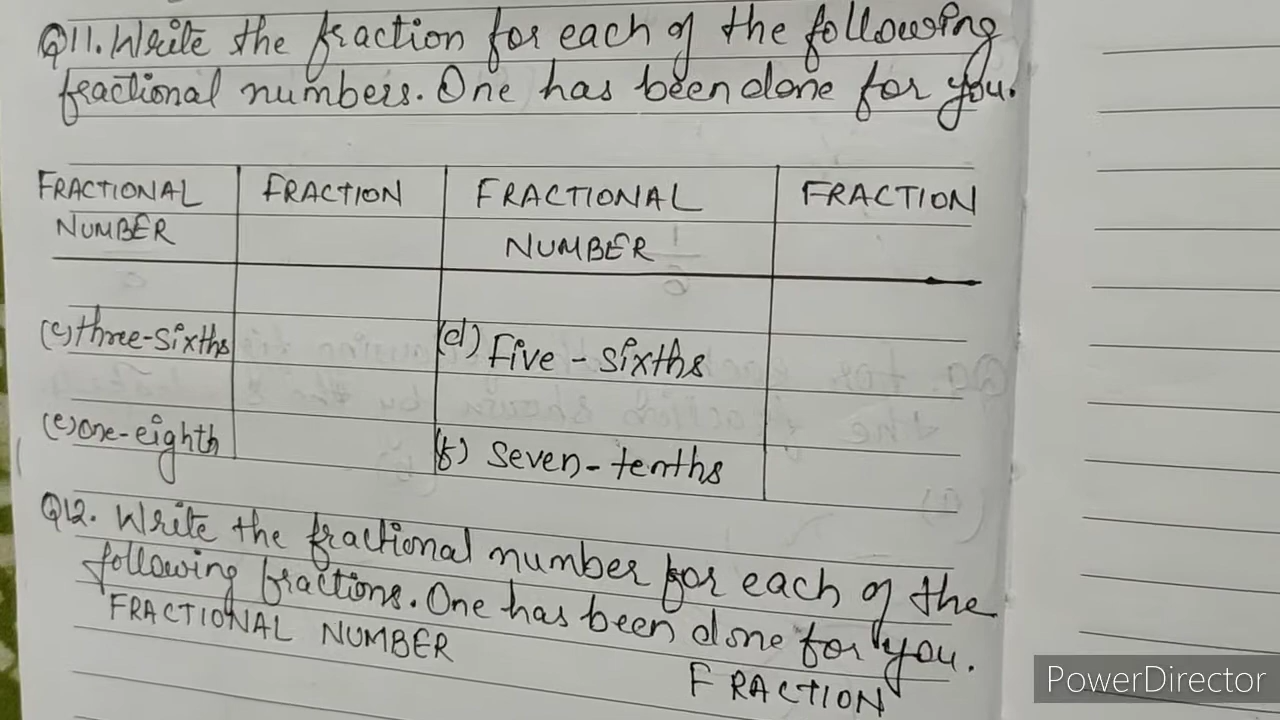 Q11. Write the fraction for each of the following
fractional numbers. One has been done for you.
FRACTIONAL NUMBER FRACTION FRACTIONAL NUMBER FRACTION
(c) three-sixths (d) Five - sixths
(e) one-eighth (f) Seven-tenths
Q12. Write the fractional number for each of the
following fractions. One has been done for you.
FRACTIONAL NUMBER FRACTION
PowerDirector